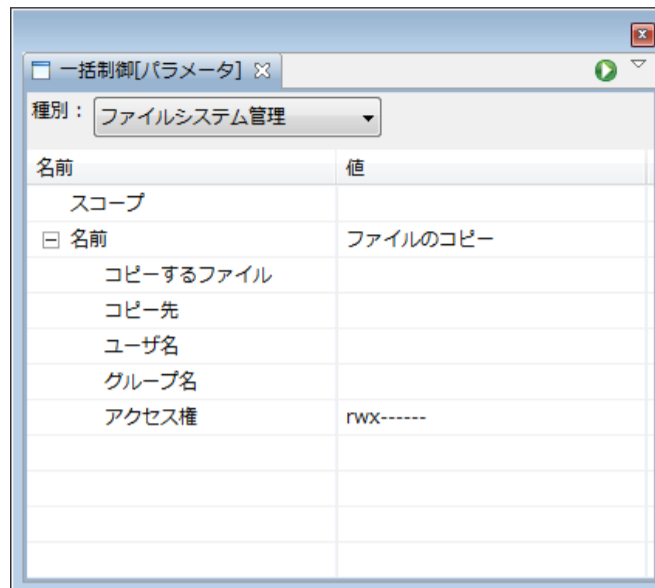 一括制御[パラメータ]
種別： ファイルシステム管理
名前 値
スコープ
名前 ファイルのコピー
コピーするファイル
コピー先
ユーザ名
グループ名
アクセス権 rwx------